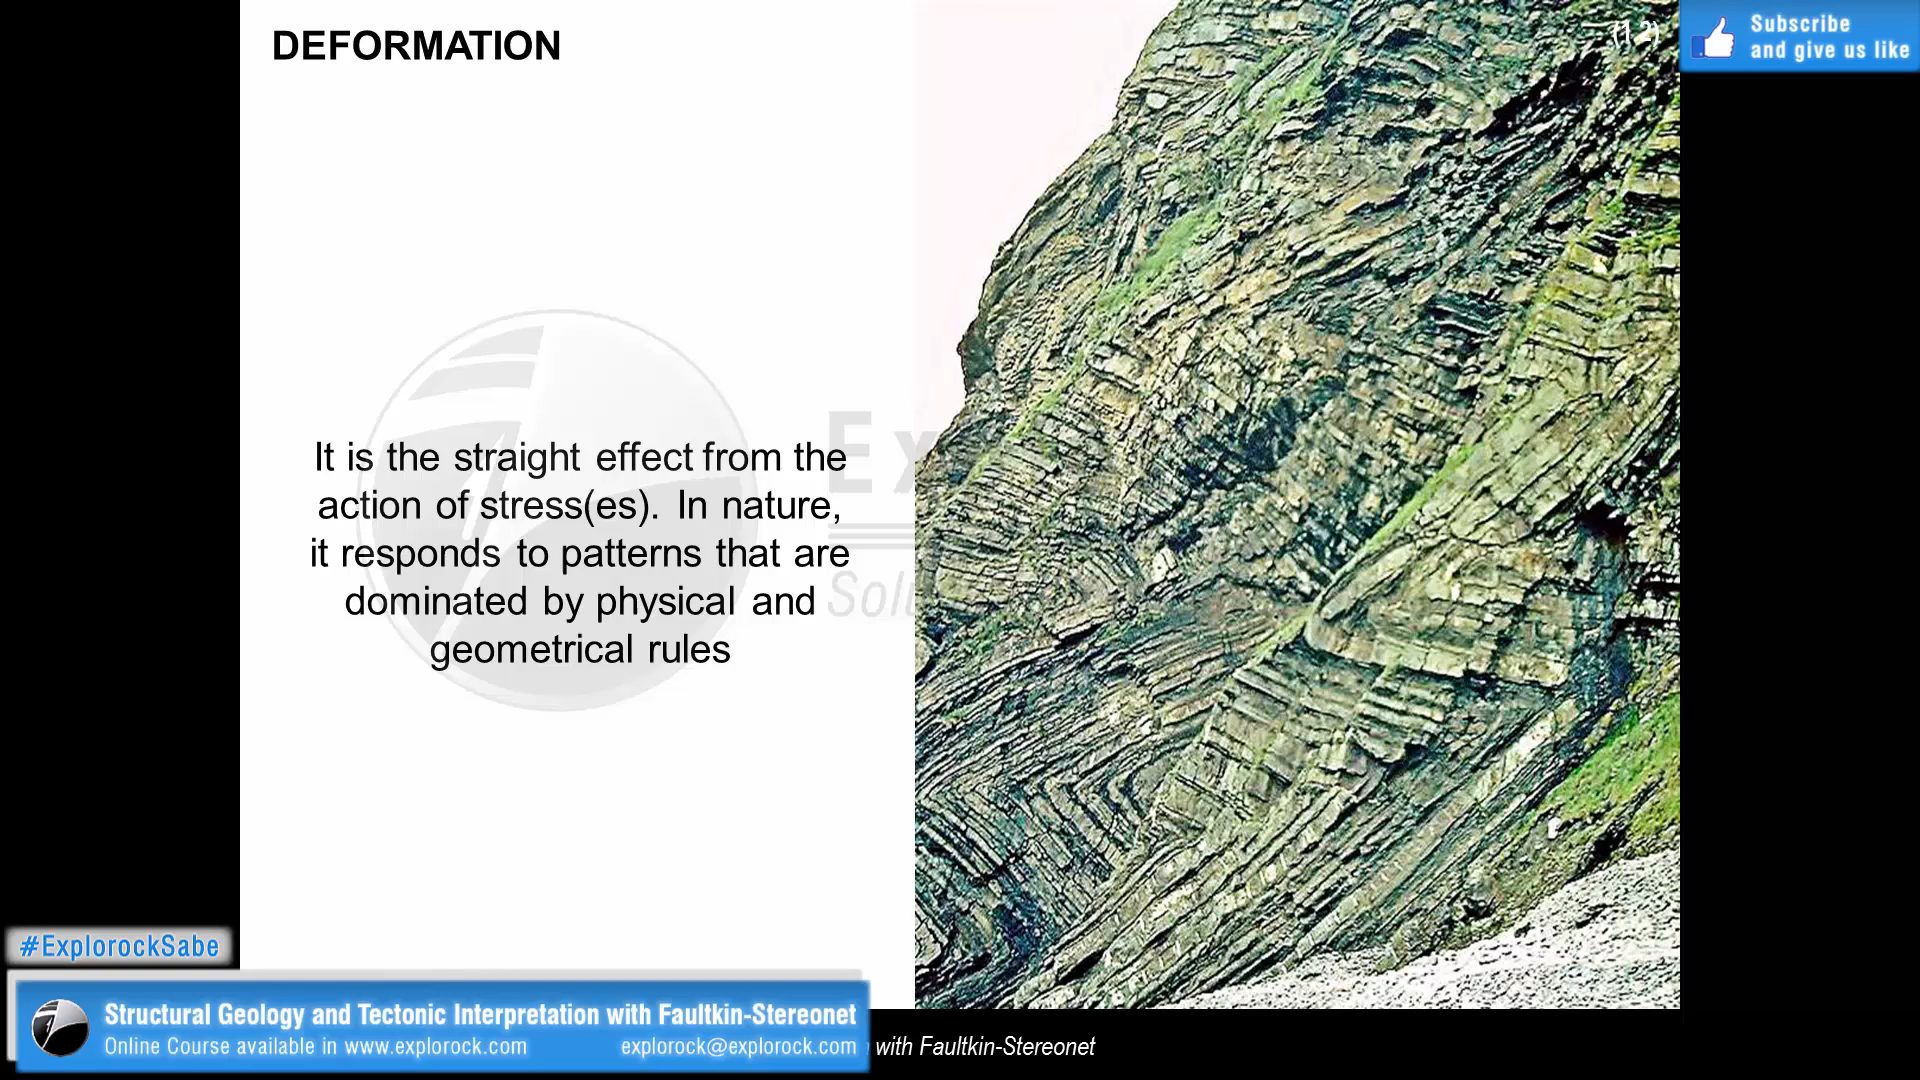 DEFORMATION
(1.2)
Subscribe
and give us like
It is the straight effect from the
action of stress(es). In nature,
it responds to patterns that are
dominated by physical and
geometrical rules
#ExplorockSabe
Structural Geology and Tectonic Interpretation with Faultkin-Stereonet
Online Course available in www.explorock.com explorock@explorock.com
with Faultkin-Stereonet